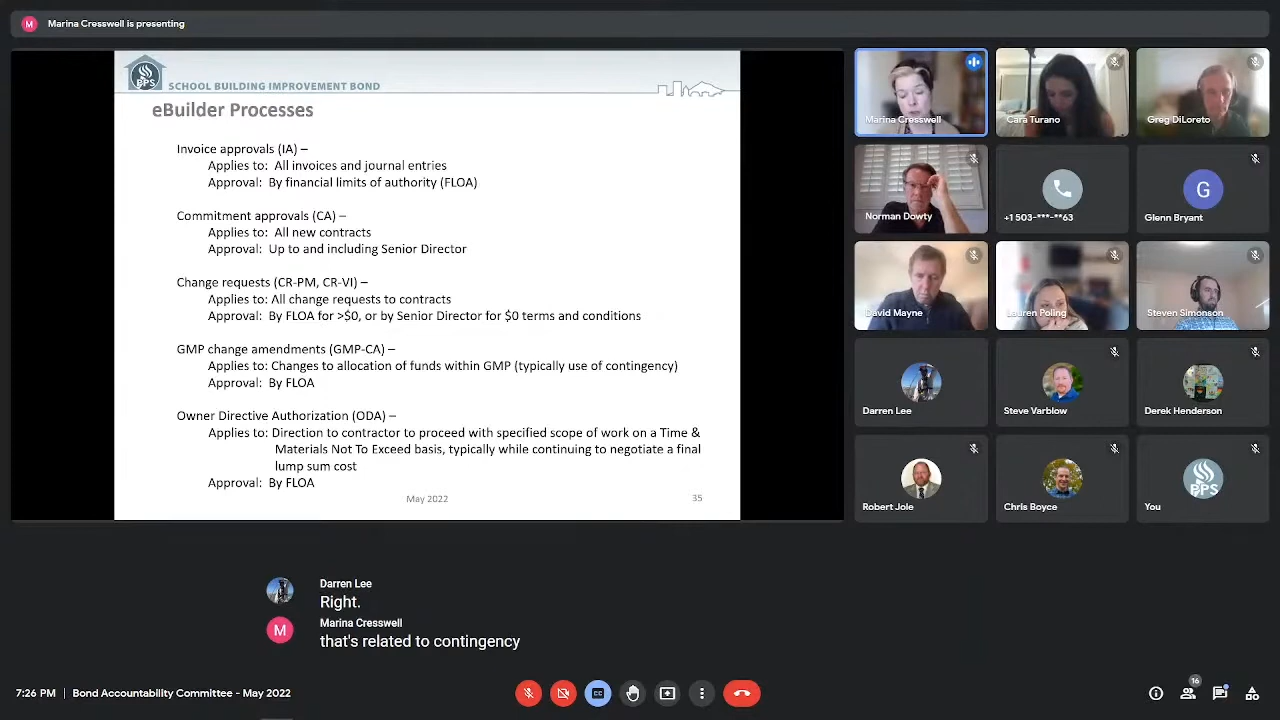 M
Marina Cresswell is presenting
PPS
SCHOOL BUILDING IMPROVEMENT BOND
eBuilder Processes
Invoice approvals (IA) –
Applies to: All invoices and journal entries
Approval: By financial limits of authority (FLOA)
Commitment approvals (CA) –
Applies to: All new contracts
Approval: Up to and including Senior Director
Change requests (CR-PM, CR-VI) –
Applies to: All change requests to contracts
Approval: By FLOA for >$0, or by Senior Director for $0 terms and conditions
GMP change amendments (GMP-CA) –
Applies to: Changes to allocation of funds within GMP (typically use of contingency)
Approval: By FLOA
Owner Directive Authorization (ODA) –
Applies to: Direction to contractor to proceed with specified scope of work on a Time &
Materials Not To Exceed basis, typically while continuing to negotiate a final
lump sum cost
Approval: By FLOA
May 2022
35
Marina Cresswell
Cara Turano
Greg DiLoreto
Norman Dowty
+1 503-***-**63
G
Glenn Bryant
David Mayne
Lauren Poling
Steven Simonson
Darren Lee
Steve Varblow
Derek Henderson
Robert Jole
Chris Boyce
PPS
You
Darren Lee
Right.
M
Marina Cresswell
that's related to contingency
7:26 PM | Bond Accountability Committee - May 2022
CC
16